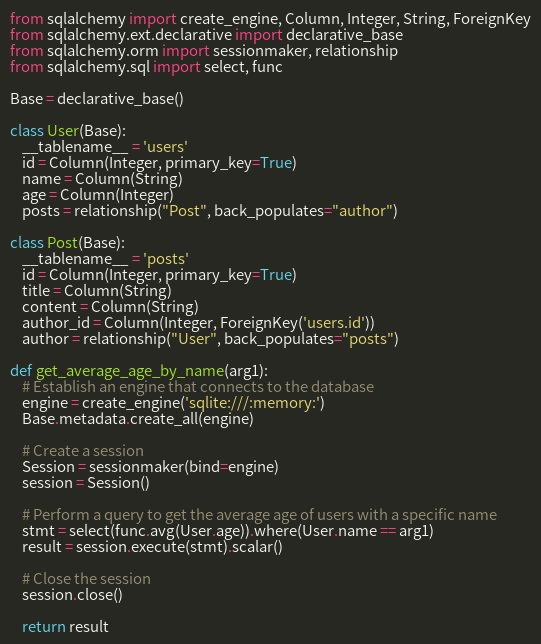 from sqlalchemy import create_engine, Column, Integer, String, ForeignKey
from sqlalchemy.ext.declarative import declarative_base
from sqlalchemy.orm import sessionmaker, relationship
from sqlalchemy.sql import select, func

Base = declarative_base()

class User(Base):
    __tablename__ = 'users'
    id = Column(Integer, primary_key=True)
    name = Column(String)
    age = Column(Integer)
    posts = relationship("Post", back_populates="author")

class Post(Base):
    __tablename__ = 'posts'
    id = Column(Integer, primary_key=True)
    title = Column(String)
    content = Column(String)
    author_id = Column(Integer, ForeignKey('users.id'))
    author = relationship("User", back_populates="posts")

def get_average_age_by_name(arg1):
    # Establish an engine that connects to the database
    engine = create_engine('sqlite:///:memory:')
    Base.metadata.create_all(engine)

    # Create a session
    Session = sessionmaker(bind=engine)
    session = Session()

    # Perform a query to get the average age of users with a specific name
    stmt = select(func.avg(User.age)).where(User.name == arg1)
    result = session.execute(stmt).scalar()

    # Close the session
    session.close()

    return result